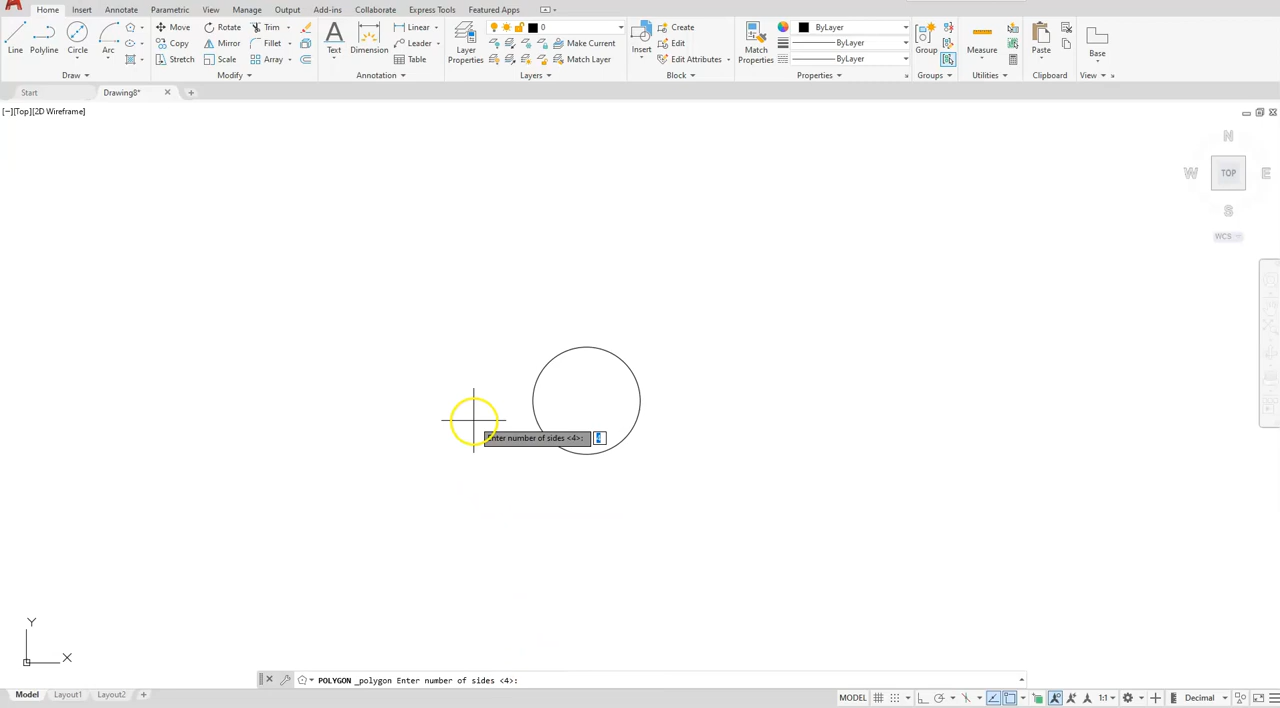 Home Insert Annotate Parametric View Manage Output Add-ins Collaborate Express Tools Featured Apps
Line Polyline Circle Arc
Move Rotate Trim
Copy Mirror Fillet
Stretch Scale Array
Text Dimension
Linear
Leader
Table
Layer Properties
0
Make Current
Match Layer
Insert
Create
Edit
Edit Attributes
Match Properties
ByLayer
ByLayer
ByLayer
Group
Measure
Paste
Base
Draw Modify Annotation Layers Block Properties Groups Utilities Clipboard View
Start Drawing8*
[−][Top][2D Wireframe]
N
W TOP E
S
WCS
Enter number of sides <4>: 4
Y
X
POLYGON _polygon Enter number of sides <4>:
Model Layout1 Layout2
MODEL 1:1 Decimal